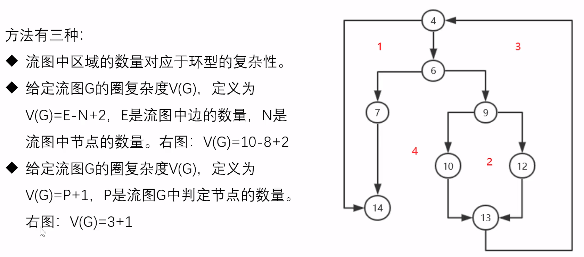 方法有三种：
◆ 流图中区域的数量对应于环型的复杂性。
◆ 给定流图G的圈复杂度V(G)，定义为
V(G)=E-N+2，E是流图中边的数量，N是
流图中节点的数量。右图：V(G)=10-8+2
◆ 给定流图G的圈复杂度V(G)，定义为
V(G)=P+1，P是流图G中判定节点的数量。
右图：V(G)=3+1
4
1
3
6
7
9
4
10
2
12
14
13